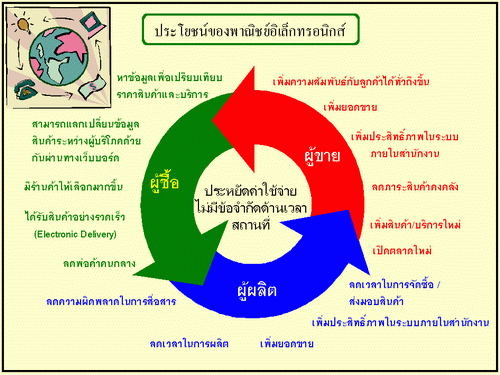 ประโยชน์ของพาณิชย์อิเล็กทรอนิกส์
หาข้อมูลเพื่อเปรียบเทียบ
ราคาสินค้าและบริการ
สามารถแลกเปลี่ยนข้อมูล
สินค้าระหว่างผู้บริโภคด้วย
กันผ่านทางเว็บบอร์ด
มีร้านค้าให้เลือกมากขึ้น
ได้รับสินค้าอย่างรวดเร็ว
(Electronic Delivery)
ลดพ่อค้าคนกลาง
ผู้ซื้อ
เพิ่มความสัมพันธ์กับลูกค้าได้ทั่วถึงขึ้น
เพิ่มยอดขาย
เพิ่มประสิทธิ์ภาพในระบบ
ภายในสำนักงาน
ลดภาระสินค้าคงคลัง
เพิ่มสินค้า/บริการใหม่
เปิดตลาดใหม่
ผู้ขาย
ประหยัดค่าใช้จ่าย
ไม่มีข้อจำกัดด้านเวลา
สถานที่
ผู้ผลิต
ลดเวลาในการจัดซื้อ /
ส่งมอบสินค้า
ลดความผิดพลาดในการสื่อสาร
เพิ่มประสิทธิ์ภาพในระบบภายในสำนักงาน
ลดเวลาในการผลิต
เพิ่มยอดขาย